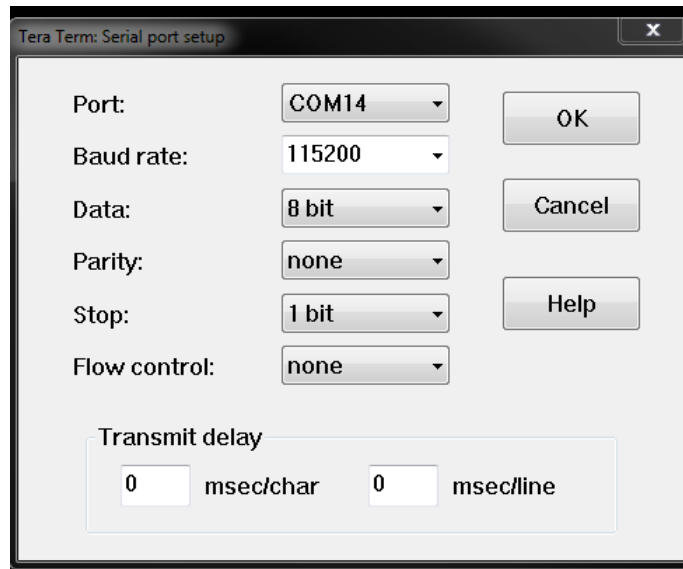 Tera Term: Serial port setup
x
Port: COM14 OK
Baud rate: 115200
Data: 8 bit Cancel
Parity: none
Stop: 1 bit Help
Flow control: none
Transmit delay
0 msec/char 0 msec/line